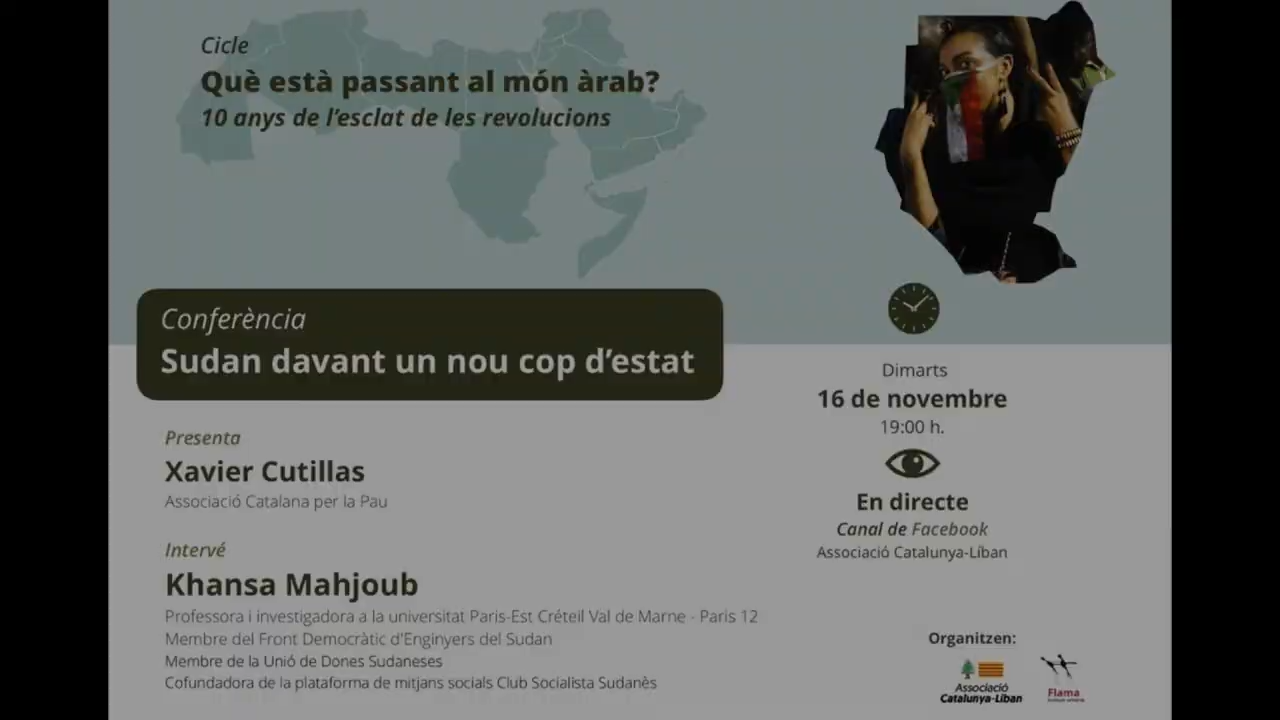 Cicle
Què està passant al món àrab?
10 anys de l'esclat de les revolucions
Conferència
Sudan davant un nou cop d'estat
Presenta
Xavier Cutillas
Associació Catalana per la Pau
Intervé
Khansa Mahjoub
Professora i investigadora a la universitat Paris-Est Créteil Val de Marne - Paris 12
Membre del Front Democràtic d'Enginyers del Sudan
Membre de la Unió de Dones Sudaneses
Cofundadora de la plataforma de mitjans socials Club Socialista Sudanès
Dimarts
16 de novembre
19:00 h.
En directe
Canal de Facebook
Associació Catalunya-Líban
Organitzen:
Associació
Catalunya-Líban
Flama